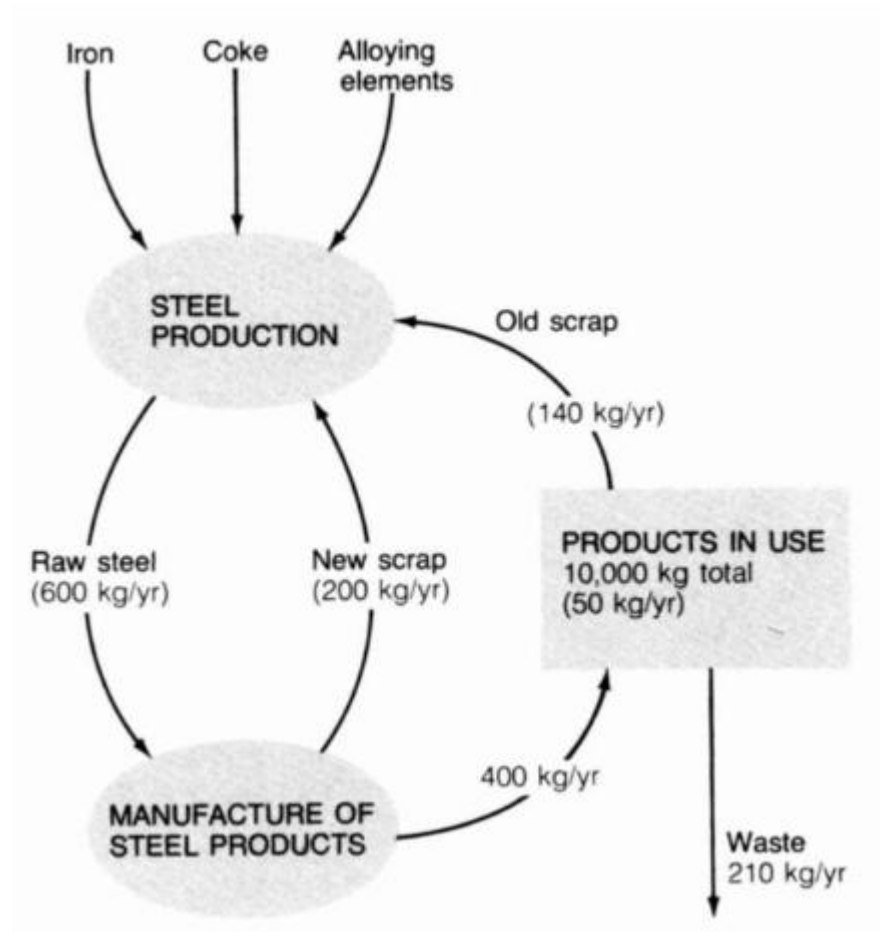 Iron
Coke
Alloying
elements
STEEL
PRODUCTION
Old scrap
(140 kg/yr)
Raw steel
(600 kg/yr)
New scrap
(200 kg/yr)
PRODUCTS IN USE
10,000 kg total
(50 kg/yr)
400 kg/yr
MANUFACTURE OF
STEEL PRODUCTS
Waste
210 kg/yr